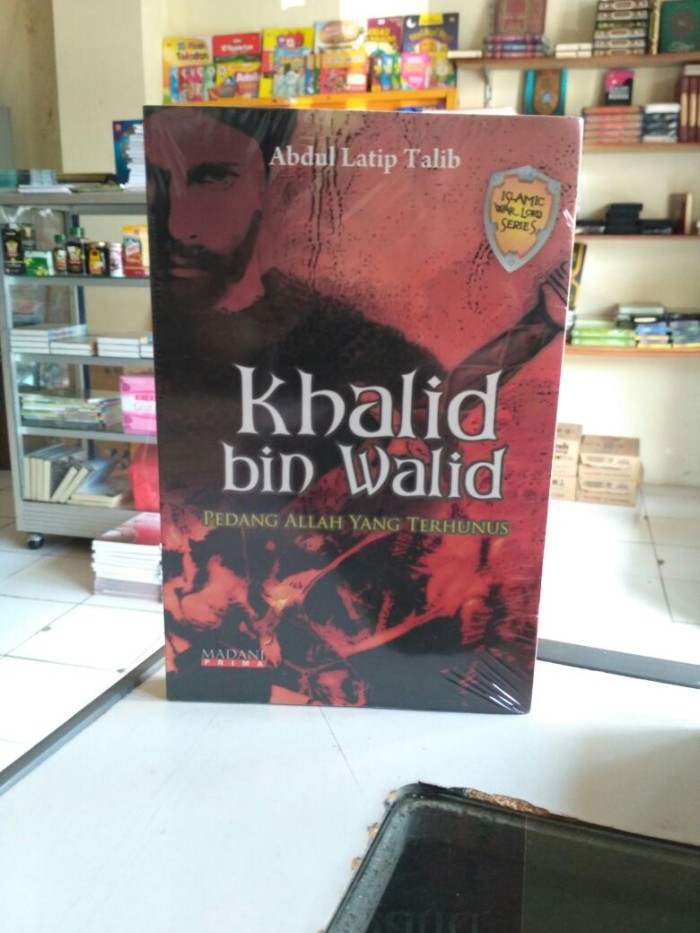 Abdul Latip Talib
ISLAMIC
WAR LORD
SERIES
Khalid
bin Walid
PEDANG ALLAH YANG TERHUNUS
MADANI
PRIMA